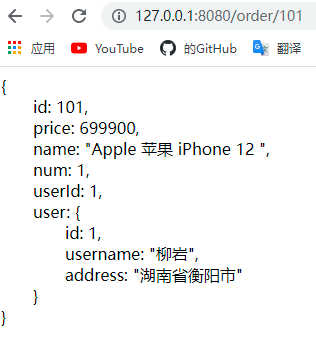 127.0.0.1:8080/order/101
应用 YouTube 的GitHub 翻译
{
id: 101,
price: 699900,
name: "Apple 苹果 iPhone 12 ",
num: 1,
userId: 1,
user: {
id: 1,
username: "柳岩",
address: "湖南省衡阳市"
}
}